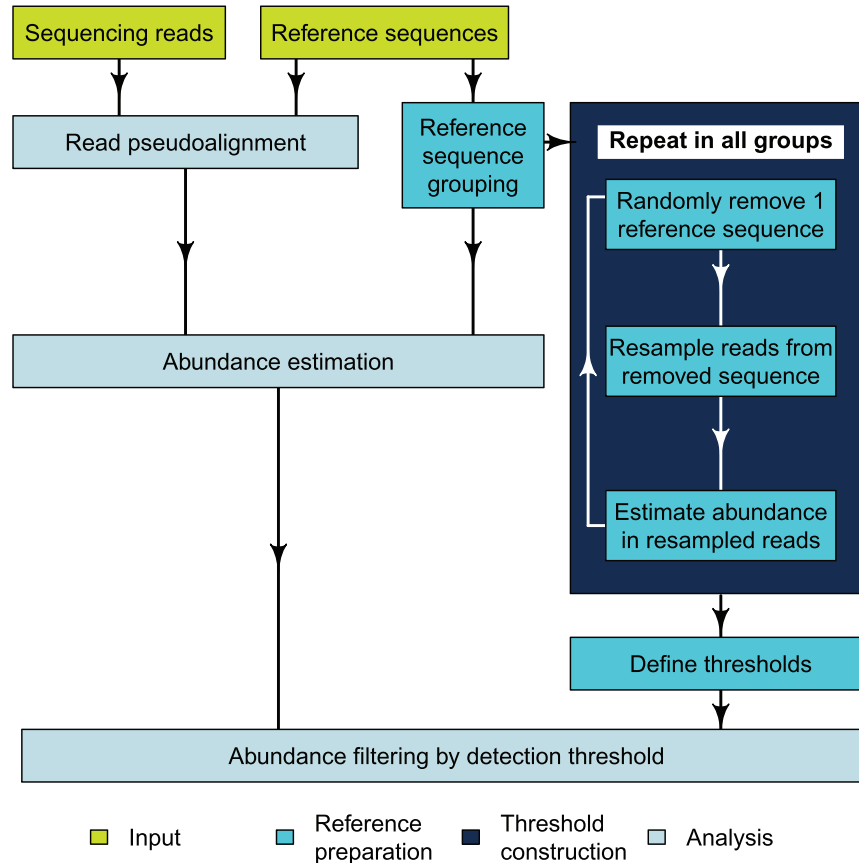 Sequencing reads
Reference sequences
Read pseudoalignment
Reference
sequence
grouping
Repeat in all groups
Randomly remove 1
reference sequence
Resample reads from
removed sequence
Abundance estimation
Estimate abundance
in resampled reads
Define thresholds
Abundance filtering by detection threshold
Input
Reference
preparation
Threshold
construction
Analysis